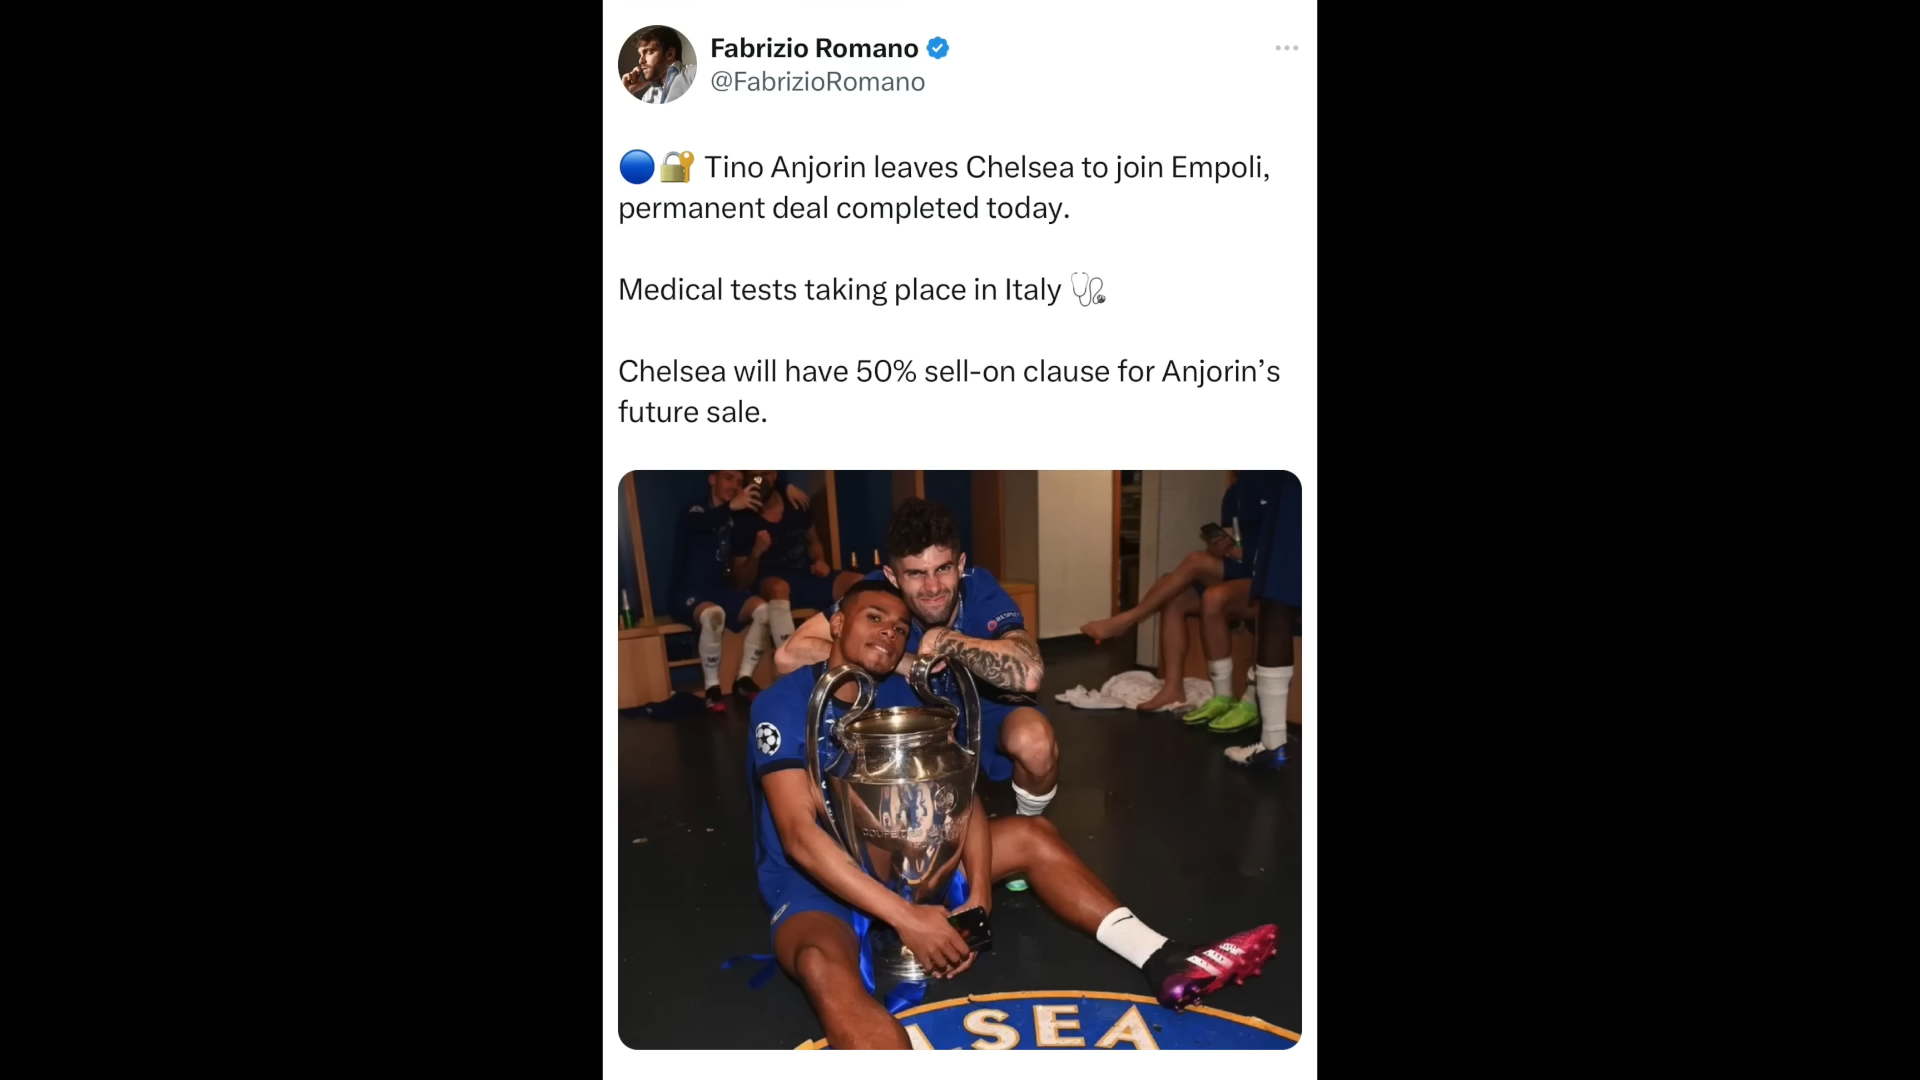 Fabrizio Romano
@FabrizioRomano
🔵🔐 Tino Anjorin leaves Chelsea to join Empoli,
permanent deal completed today.
Medical tests taking place in Italy 🩺
Chelsea will have 50% sell-on clause for Anjorin’s
future sale.
LSEA